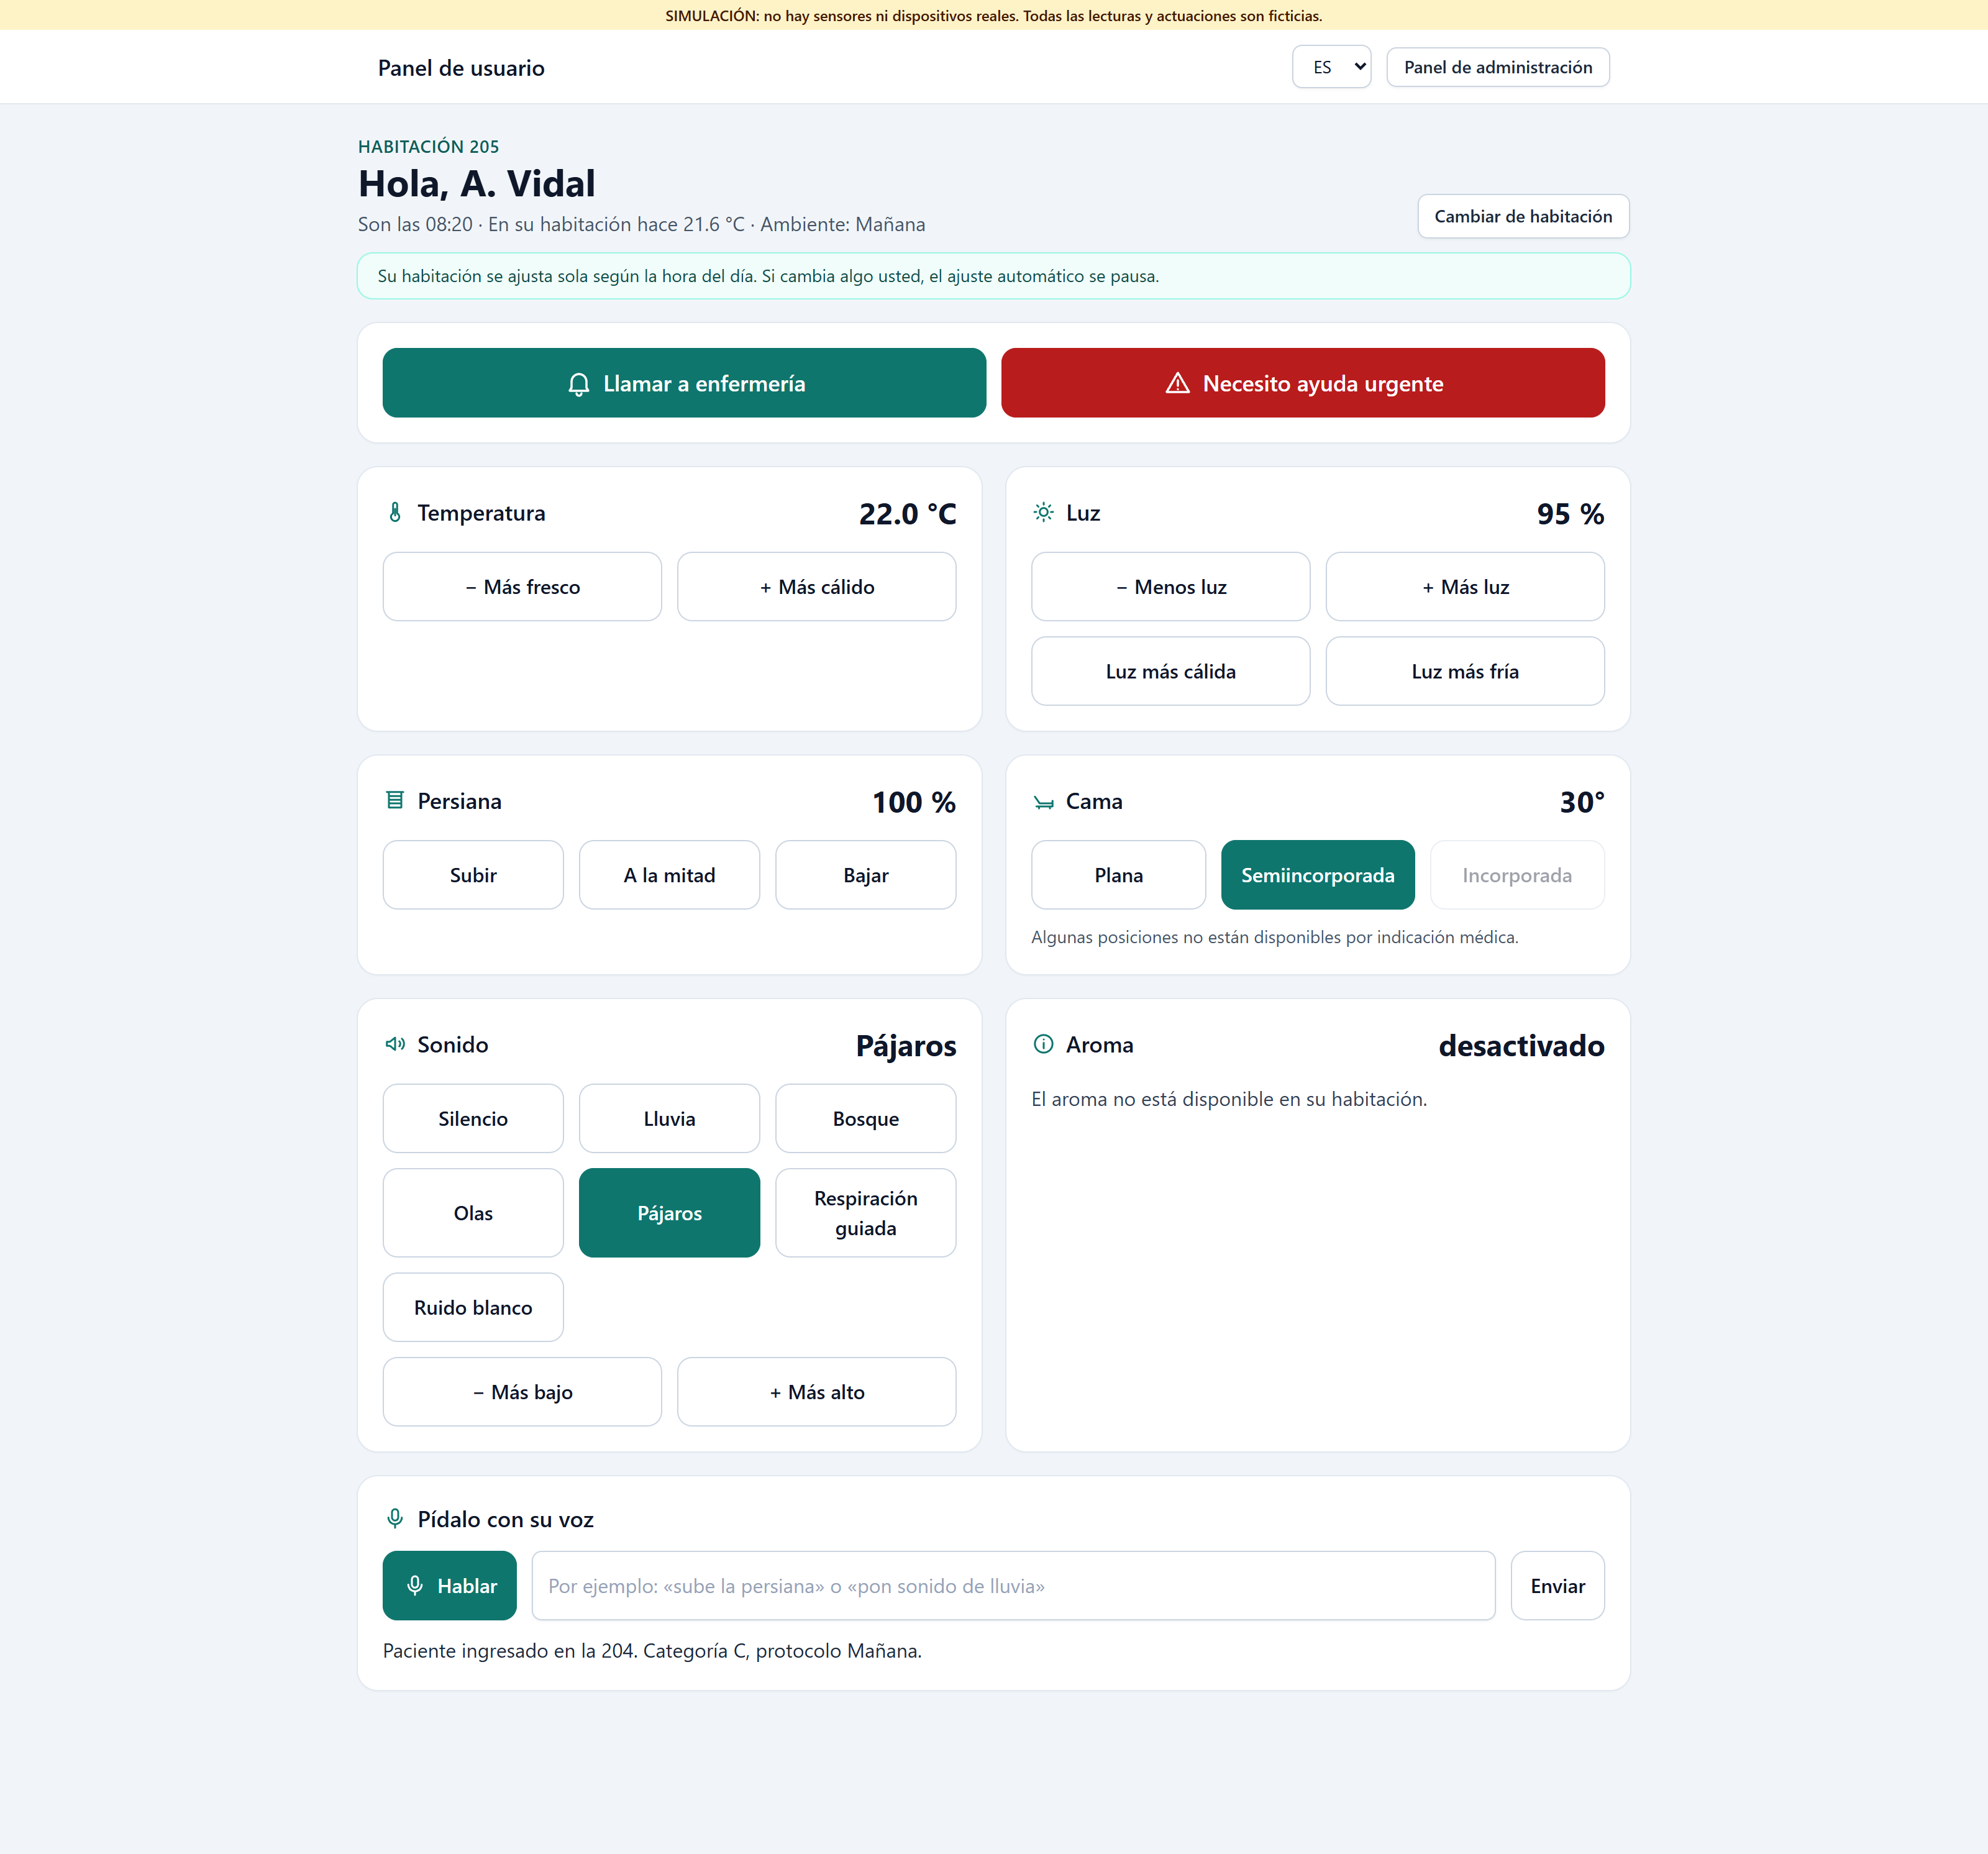 SIMULACIÓN: no hay sensores ni dispositivos reales. Todas las lecturas y actuaciones son ficticias.
Panel de usuario
ES
Panel de administración
HABITACIÓN 205
Hola, A. Vidal
Son las 08:20 · En su habitación hace 21.6 °C · Ambiente: Mañana
Cambiar de habitación
Su habitación se ajusta sola según la hora del día. Si cambia algo usted, el ajuste automático se pausa.
Llamar a enfermería
Necesito ayuda urgente
Temperatura
22.0 °C
− Más fresco
+ Más cálido
Luz
95 %
− Menos luz
+ Más luz
Luz más cálida
Luz más fría
Persiana
100 %
Subir
A la mitad
Bajar
Cama
30°
Plana
Semiincorporada
Incorporada
Algunas posiciones no están disponibles por indicación médica.
Sonido
Pájaros
Silencio
Lluvia
Bosque
Olas
Pájaros
Respiración
guiada
Ruido blanco
− Más bajo
+ Más alto
Aroma
desactivado
El aroma no está disponible en su habitación.
Pídalo con su voz
Hablar
Por ejemplo: «sube la persiana» o «pon sonido de lluvia»
Enviar
Paciente ingresado en la 204. Categoría C, protocolo Mañana.